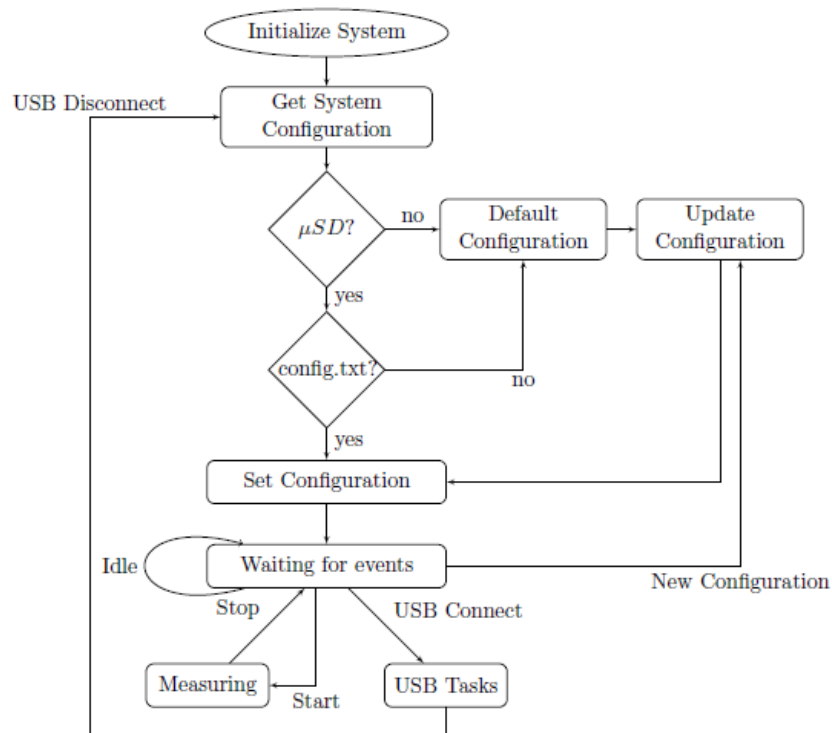 Initialize System
USB Disconnect
Get System
Configuration
μSD?
no
Default
Configuration
Update
Configuration
yes
config.txt?
no
yes
Set Configuration
Idle
Waiting for events
New Configuration
Stop
USB Connect
Measuring
Start
USB Tasks